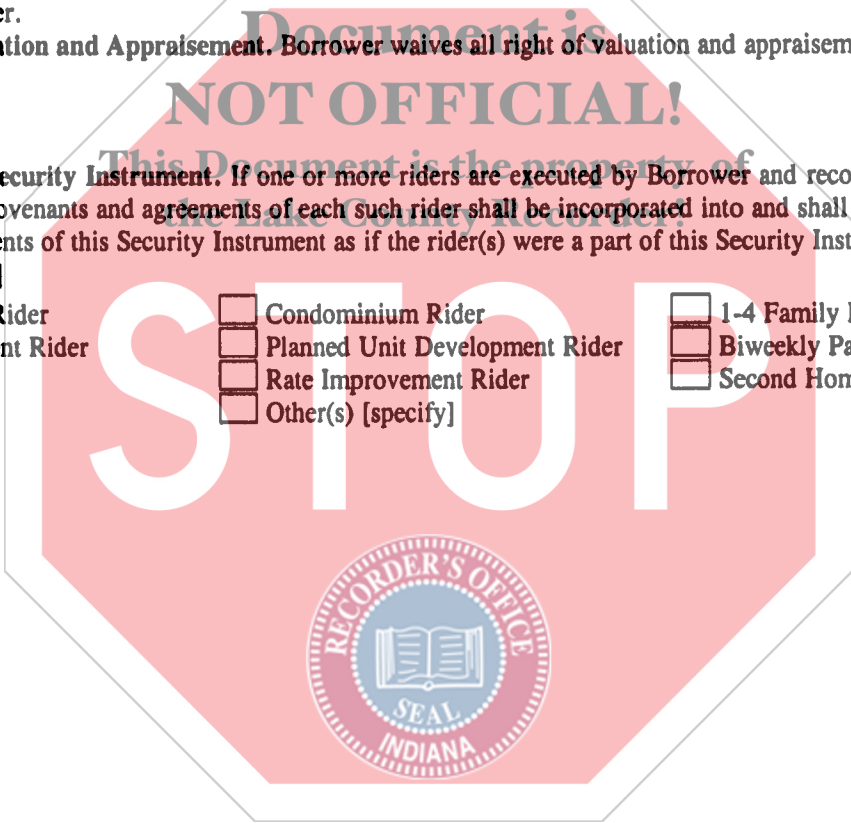 er.
Document is
ation and Appraisement. Borrower waives all right of valuation and appraisem
NOT OFFICIAL!
This Document is the property of
ecurity Instrument. If one or more riders are executed by Borrower and reco
the Lake County Recorder!
ovenants and agreements of each such rider shall be incorporated into and shall
ents of this Security Instrument as if the rider(s) were a part of this Security Inst
]
Rider Condominium Rider 1-4 Family
nt Rider Planned Unit Development Rider Biweekly Pa
Rate Improvement Rider Second Hom
Other(s) [specify]
STOP
RECORDER'S OFFICE
SEAL
INDIANA